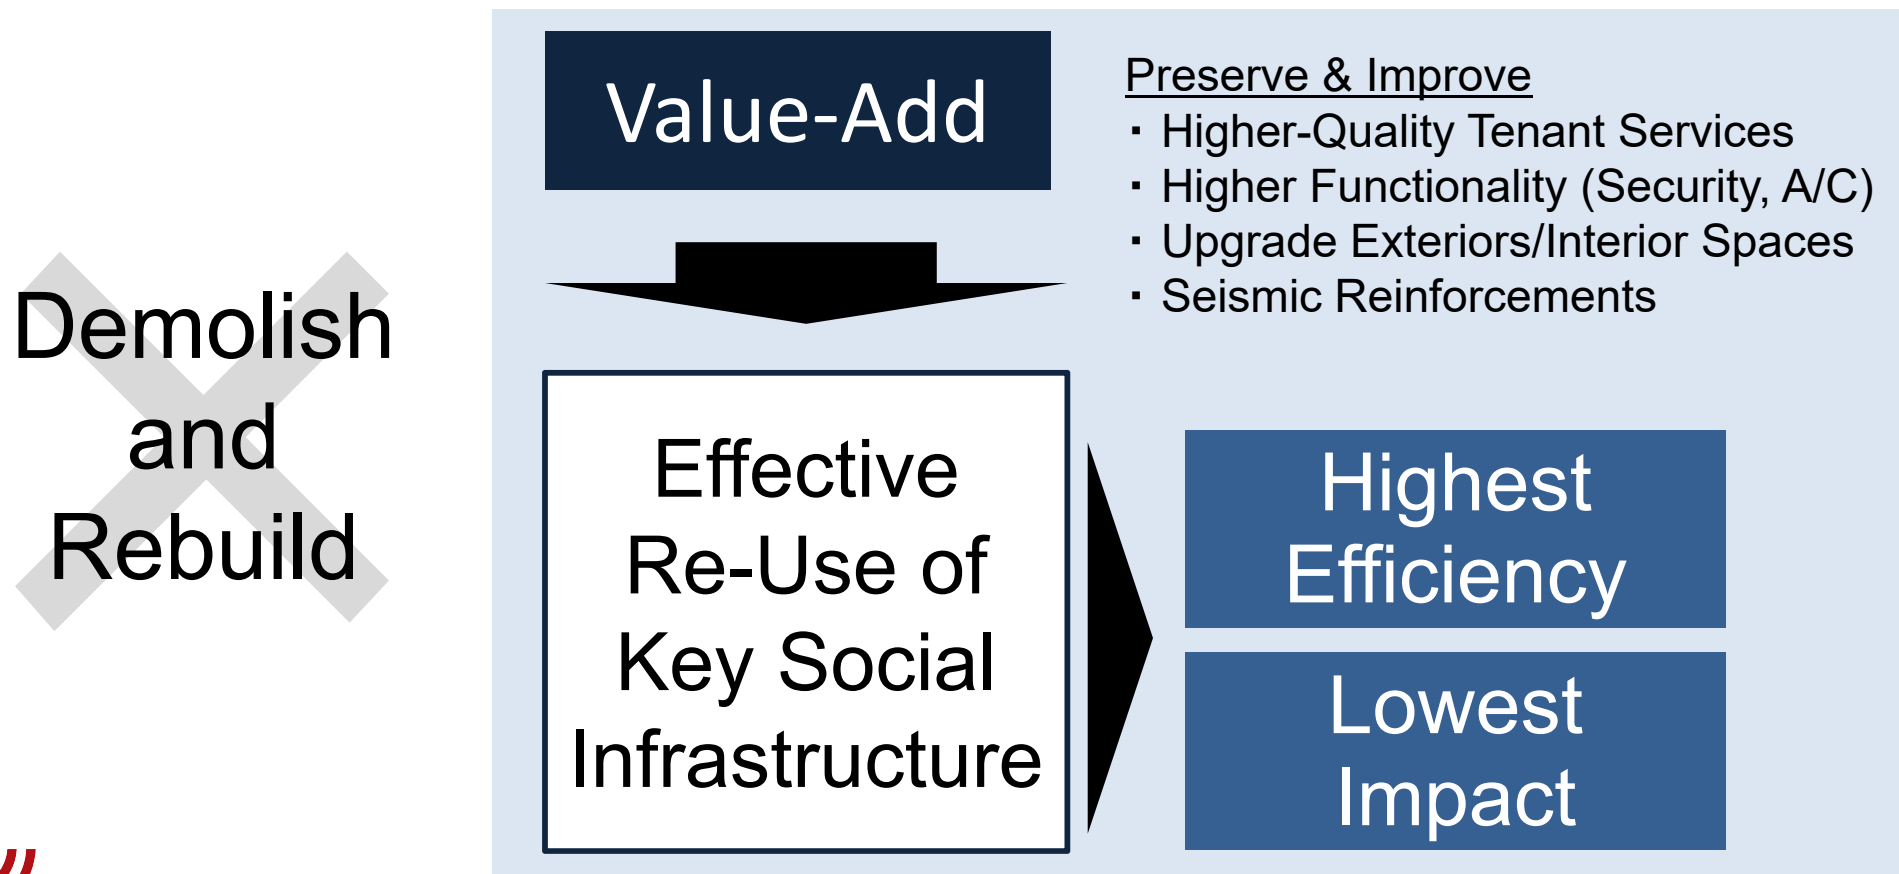 Demolish
and
Rebuild
”
Value-Add
Preserve & Improve
▪ Higher-Quality Tenant Services
▪ Higher Functionality (Security, A/C)
▪ Upgrade Exteriors/Interior Spaces
▪ Seismic Reinforcements
Effective
Re-Use of
Key Social
Infrastructure
Highest
Efficiency
Lowest
Impact